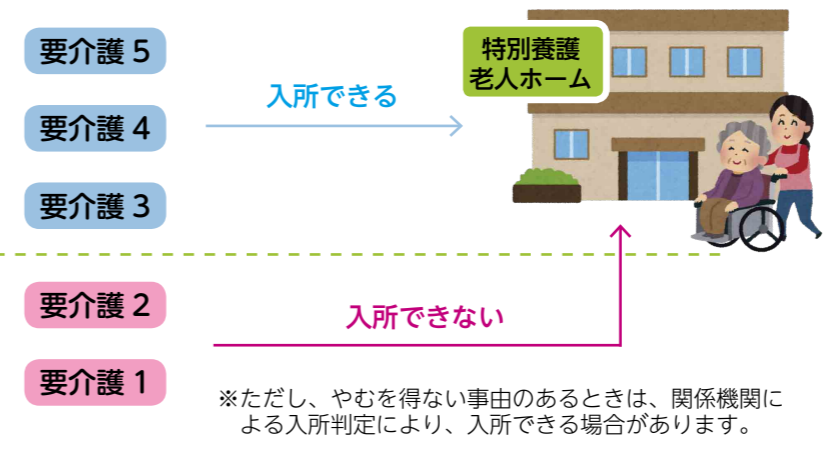 要介護 5
特別養護
老人ホーム
入所できる
要介護 4
要介護 3
要介護 2
入所できない
要介護 1
※ただし、やむを得ない事由のあるときは、関係機関に
よる入所判定により、入所できる場合があります。